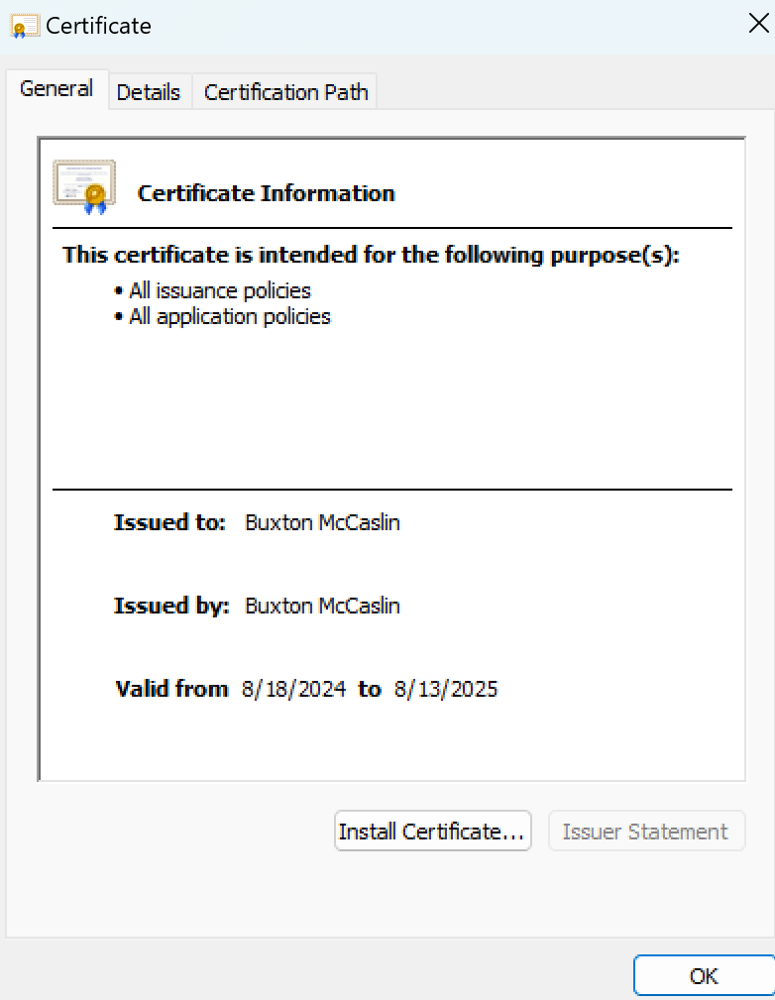 Certificate
General Details Certification Path
Certificate Information
This certificate is intended for the following purpose(s):
• All issuance policies
• All application policies
Issued to: Buxton McCaslin
Issued by: Buxton McCaslin
Valid from 8/18/2024 to 8/13/2025
Install Certificate... Issuer Statement
OK